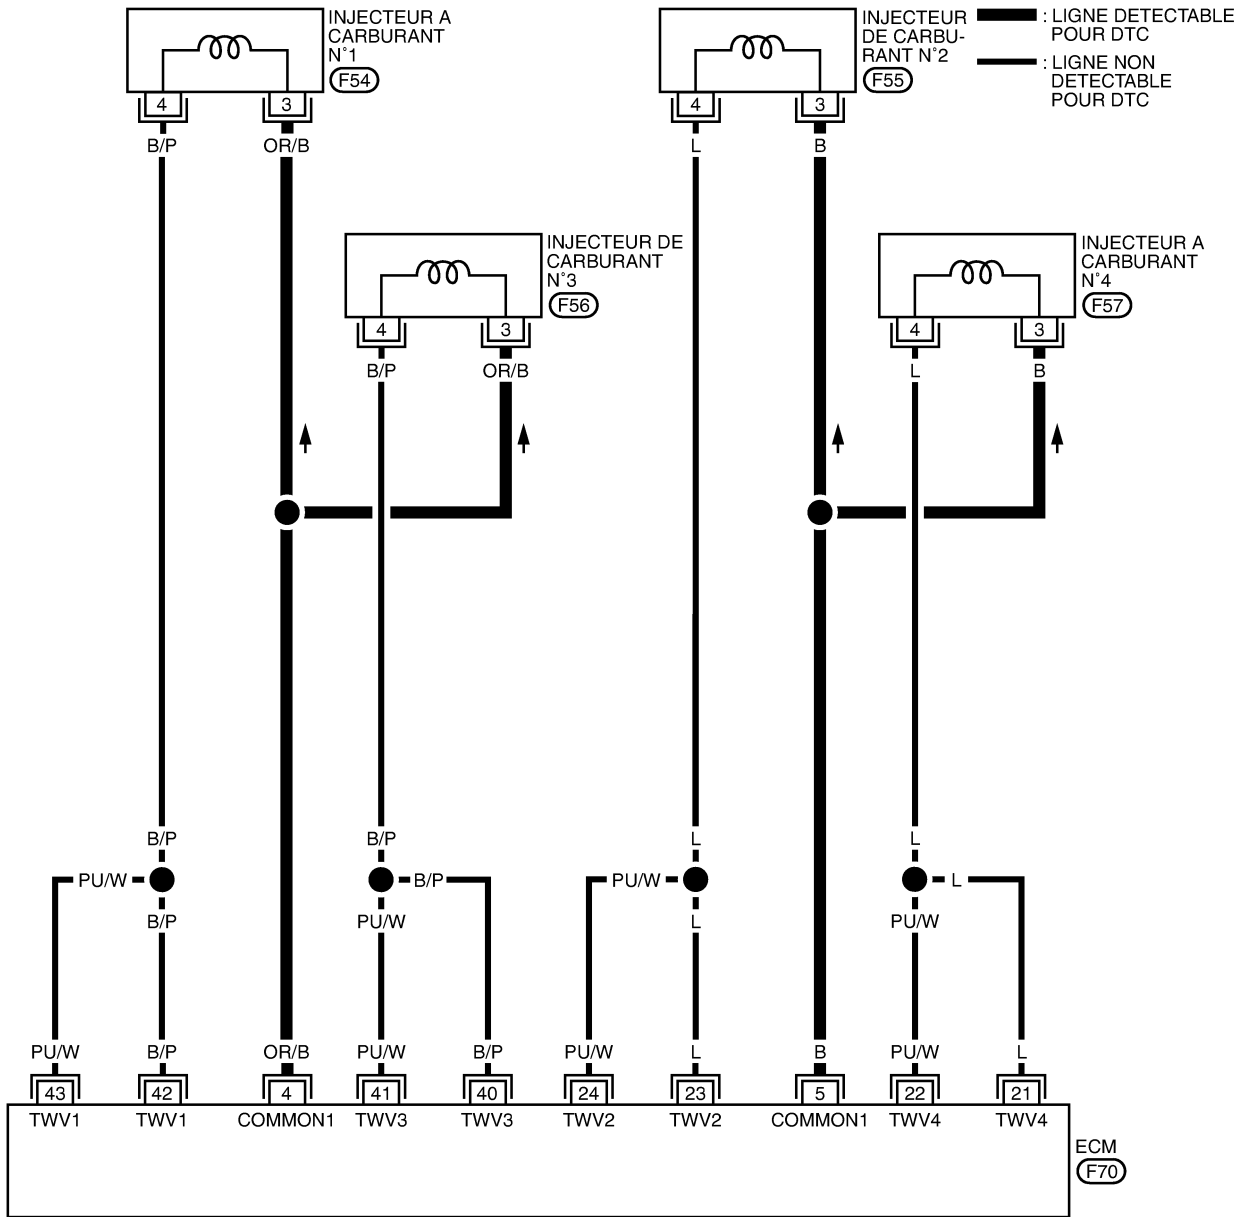 INJECTEUR A
CARBURANT
N°1
F54
INJECTEUR
DE CARBU-
RANT N°2
F55
: LIGNE DETECTABLE
POUR DTC
: LIGNE NON
DETECTABLE
POUR DTC
4 3 4 3
B/P OR/B L B
INJECTEUR DE
CARBURANT
N°3
F56
INJECTEUR A
CARBURANT
N°4
F57
4 3 4 3
B/P OR/B L B
B/P B/P L L
PU/W B/P PU/W L
B/P PU/W L PU/W
PU/W B/P OR/B PU/W B/P PU/W L B PU/W L
43 42 4 41 40 24 23 5 22 21
TWV1 TWV1 COMMON1 TWV3 TWV3 TWV2 TWV2 COMMON1 TWV4 TWV4
ECM
F70